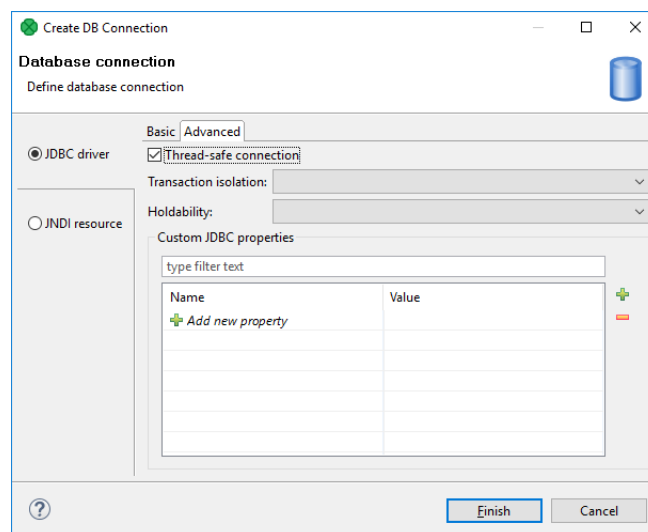 Create DB Connection
Database connection
Define database connection
Basic Advanced
JDBC driver
Thread-safe connection
Transaction isolation:
Holdability:
JNDI resource
Custom JDBC properties
type filter text
Name Value
Add new property
?
Finish Cancel